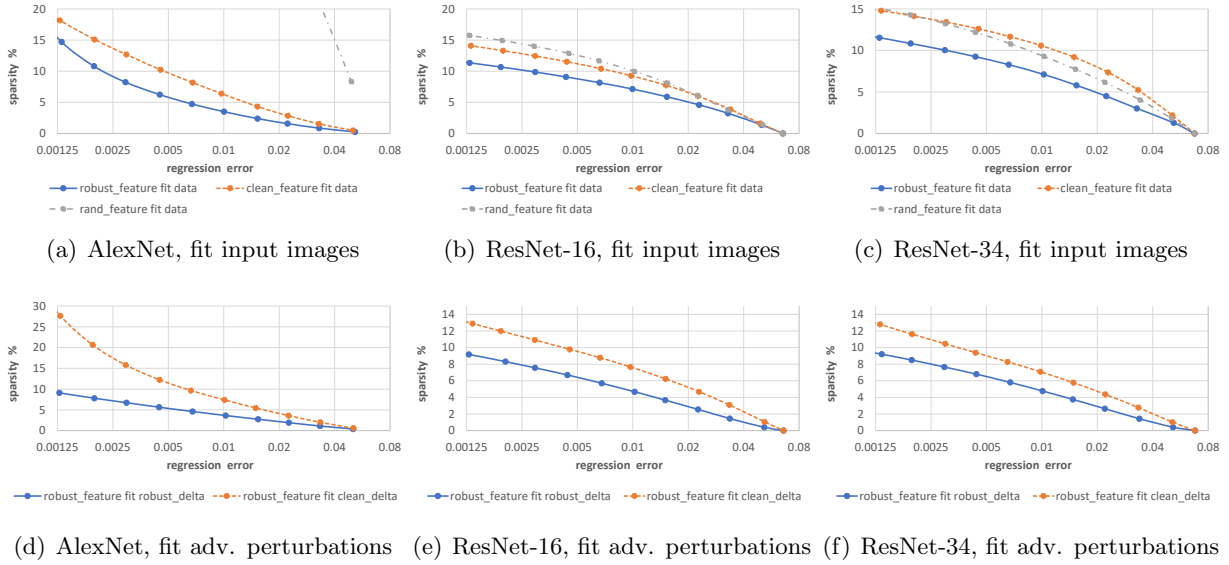 20
15
10
5
0
sparsity %
0.00125 0.0025 0.005 0.01 0.02 0.04 0.08
regression error
robust_feature fit data clean_feature fit data
rand_feature fit data
(a) AlexNet, fit input images
20
15
10
5
0
sparsity %
0.00125 0.0025 0.005 0.01 0.02 0.04 0.08
regression error
robust_feature fit data clean_feature fit data
rand_feature fit data
(b) ResNet-16, fit input images
15
10
5
0
sparsity %
0.00125 0.0025 0.005 0.01 0.02 0.04 0.08
regression error
robust_feature fit data clean_feature fit data
rand_feature fit data
(c) ResNet-34, fit input images
30
25
20
15
10
5
0
sparsity %
0.00125 0.0025 0.005 0.01 0.02 0.04 0.08
regression error
robust_feature fit robust_delta robust_feature fit clean_delta
(d) AlexNet, fit adv. perturbations
14
12
10
8
6
4
2
0
sparsity %
0.00125 0.0025 0.005 0.01 0.02 0.04 0.08
regression error
robust_feature fit robust_delta robust_feature fit clean_delta
(e) ResNet-16, fit adv. perturbations
14
12
10
8
6
4
2
0
sparsity %
0.00125 0.0025 0.005 0.01 0.02 0.04 0.08
regression error
robust_feature fit robust_delta robust_feature fit clean_delta
(f) ResNet-34, fit adv. perturbations